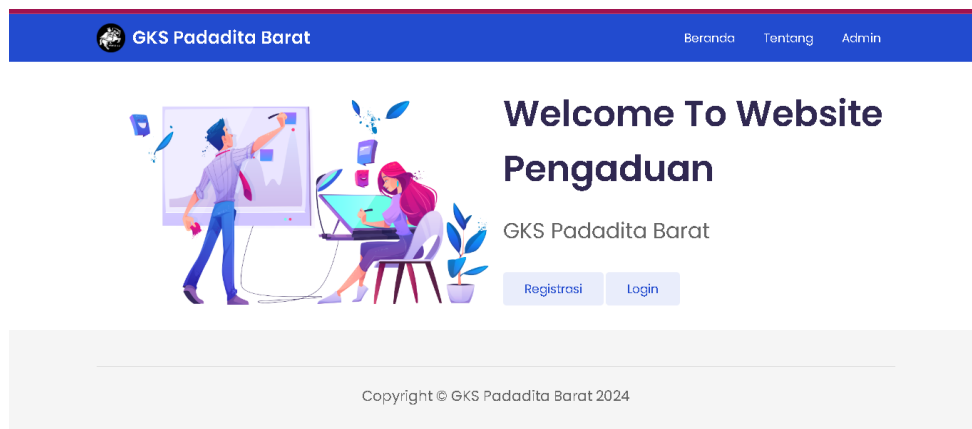 GKS Padadita Barat
Beranda Tentang Admin
Welcome To Website
Pengaduan
GKS Padadita Barat
Registrasi Login
Copyright © GKS Padadita Barat 2024